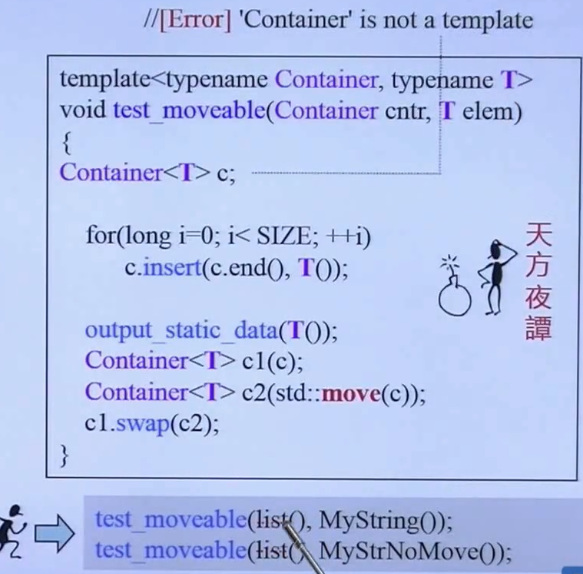 //[Error] 'Container' is not a template
template<typename Container, typename T>
void test_moveable(Container cntr, T elem)
{
Container<T> c;
for(long i=0; i< SIZE; ++i)
c.insert(c.end(), T());
天方夜譚
output_static_data(T());
Container<T> c1(c);
Container<T> c2(std::move(c));
c1.swap(c2);
}
test_moveable(list(), MyString());
test_moveable(list(), MyStrNoMove());